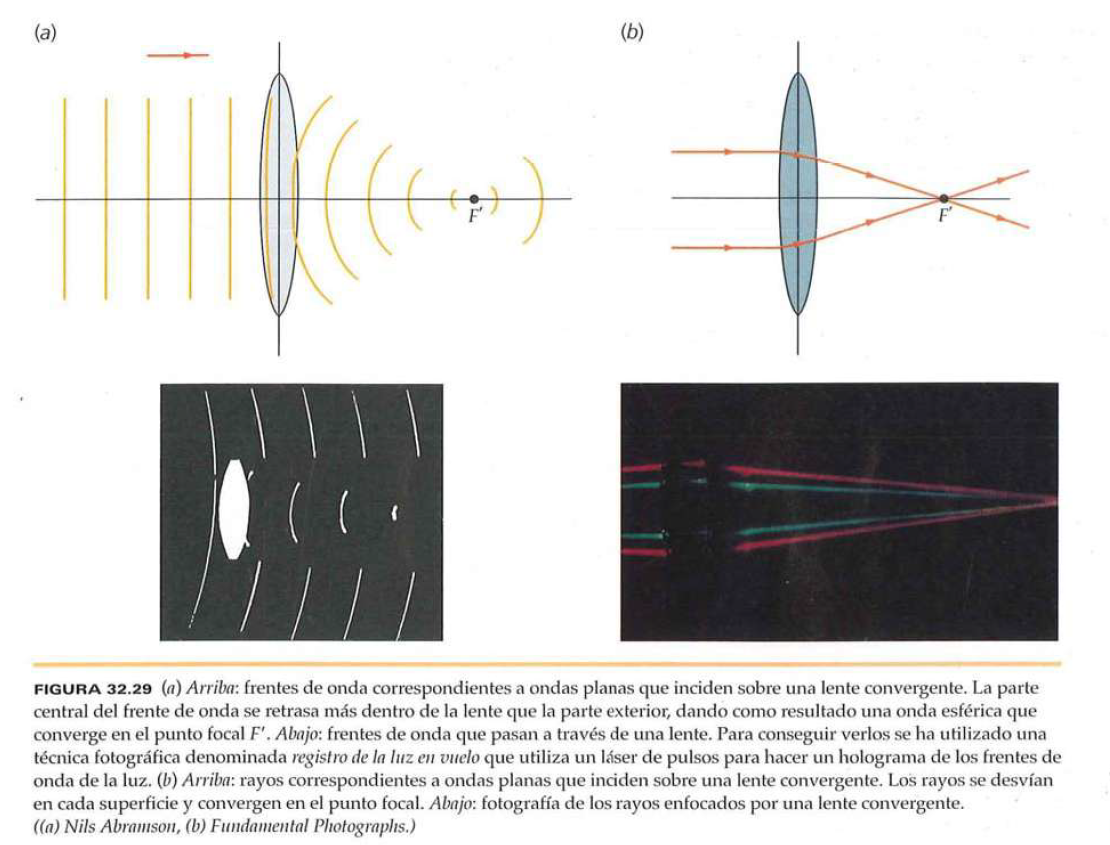 (a)
(b)
F'
F'
FIGURA 32.29 (a) Arriba: frentes de onda correspondientes a ondas planas que inciden sobre una lente convergente. La parte
central del frente de onda se retrasa más dentro de la lente que la parte exterior, dando como resultado una onda esférica que
converge en el punto focal F'. Abajo: frentes de onda que pasan a través de una lente. Para conseguir verlos se ha utilizado una
técnica fotográfica denominada registro de la luz en vuelo que utiliza un láser de pulsos para hacer un holograma de los frentes de
onda de la luz. (b) Arriba: rayos correspondientes a ondas planas que inciden sobre una lente convergente. Los rayos se desvían
en cada superficie y convergen en el punto focal. Abajo: fotografía de los rayos enfocados por una lente convergente.
((a) Nils Abramson, (b) Fundamental Photographs.)